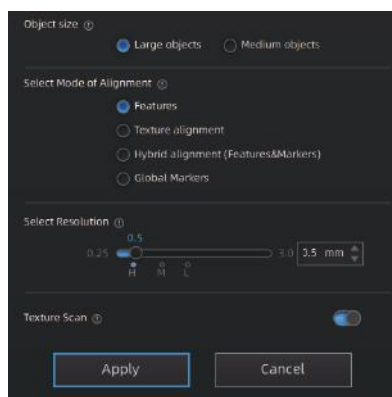 Object size
Large objects Medium objects
Select Mode of Alignment
Features
Texture alignment
Hybrid alignment (Features&Markers)
Global Markers
Select Resolution
0.5
0.25 3.0 0.5 mm
H M L
Texture Scan
Apply Cancel